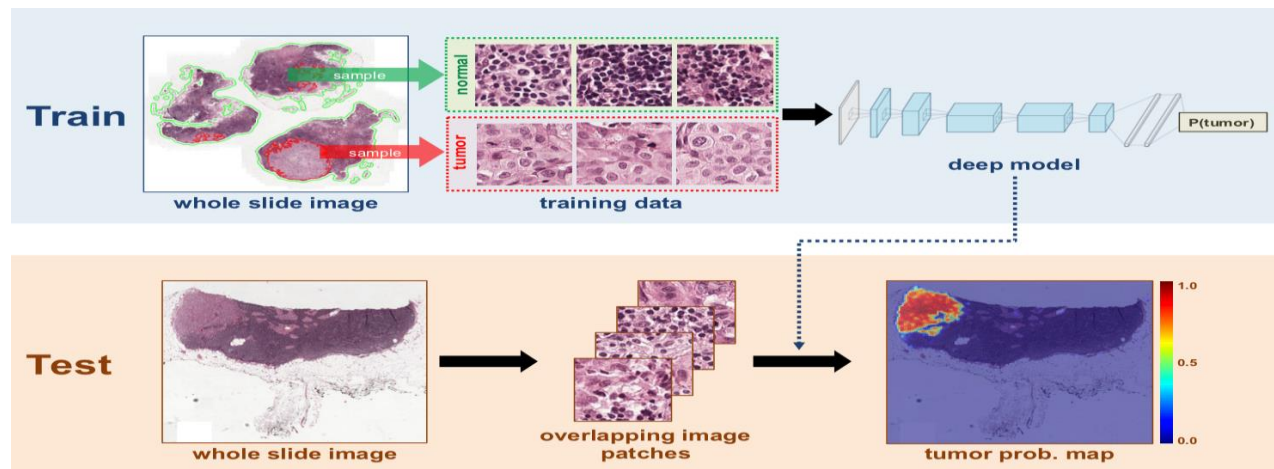 Train
sample
sample
whole slide image
normal
tumor
training data
P(tumor)
deep model
Test
whole slide image
overlapping image
patches
1.0
0.5
0.0
tumor prob. map